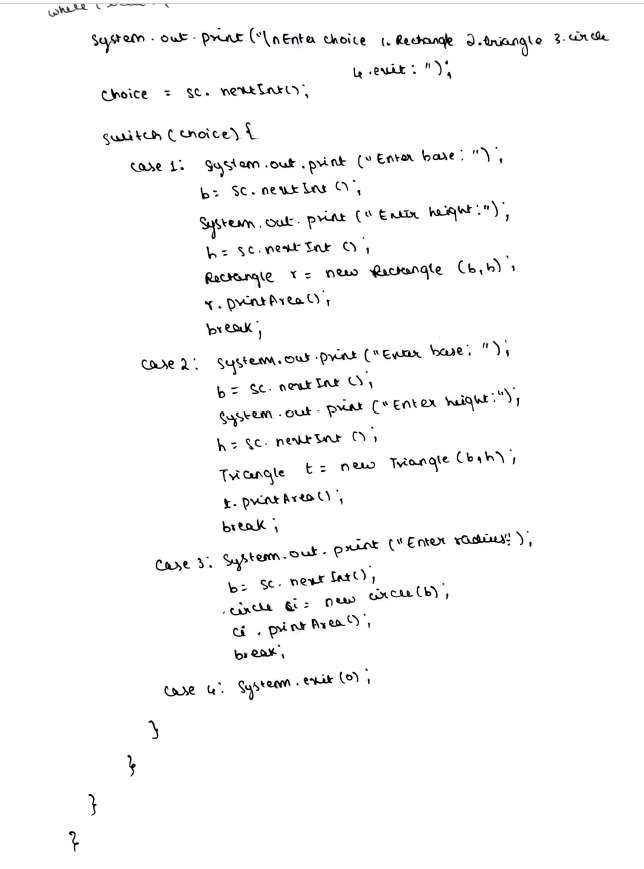 while (
System.out.print("\nEnter choice 1. Rectangle 2.triangle 3.circle
4.exit: ");
choice = sc.nextInt();
switch (choice) {
case 1: System.out.print ("Enter base: ");
b= sc.nextInt ();
System.out.print ("Enter height:");
h= sc.nextInt ();
Rectangle r = new Rectangle (b,h);
r.printArea();
break;
case 2: System.out.print ("Enter base: ");
b = sc.nextInt ();
System.out.print ("Enter height:");
h= sc.nextInt ();
Triangle t = new Triangle (b,h);
t.printArea();
break;
case 3: System.out.print ("Enter radius:");
b= sc.nextInt();
circle ci = new circle(b);
ci.printArea();
break;
case 4: System.exit(0);
}
}
}
}